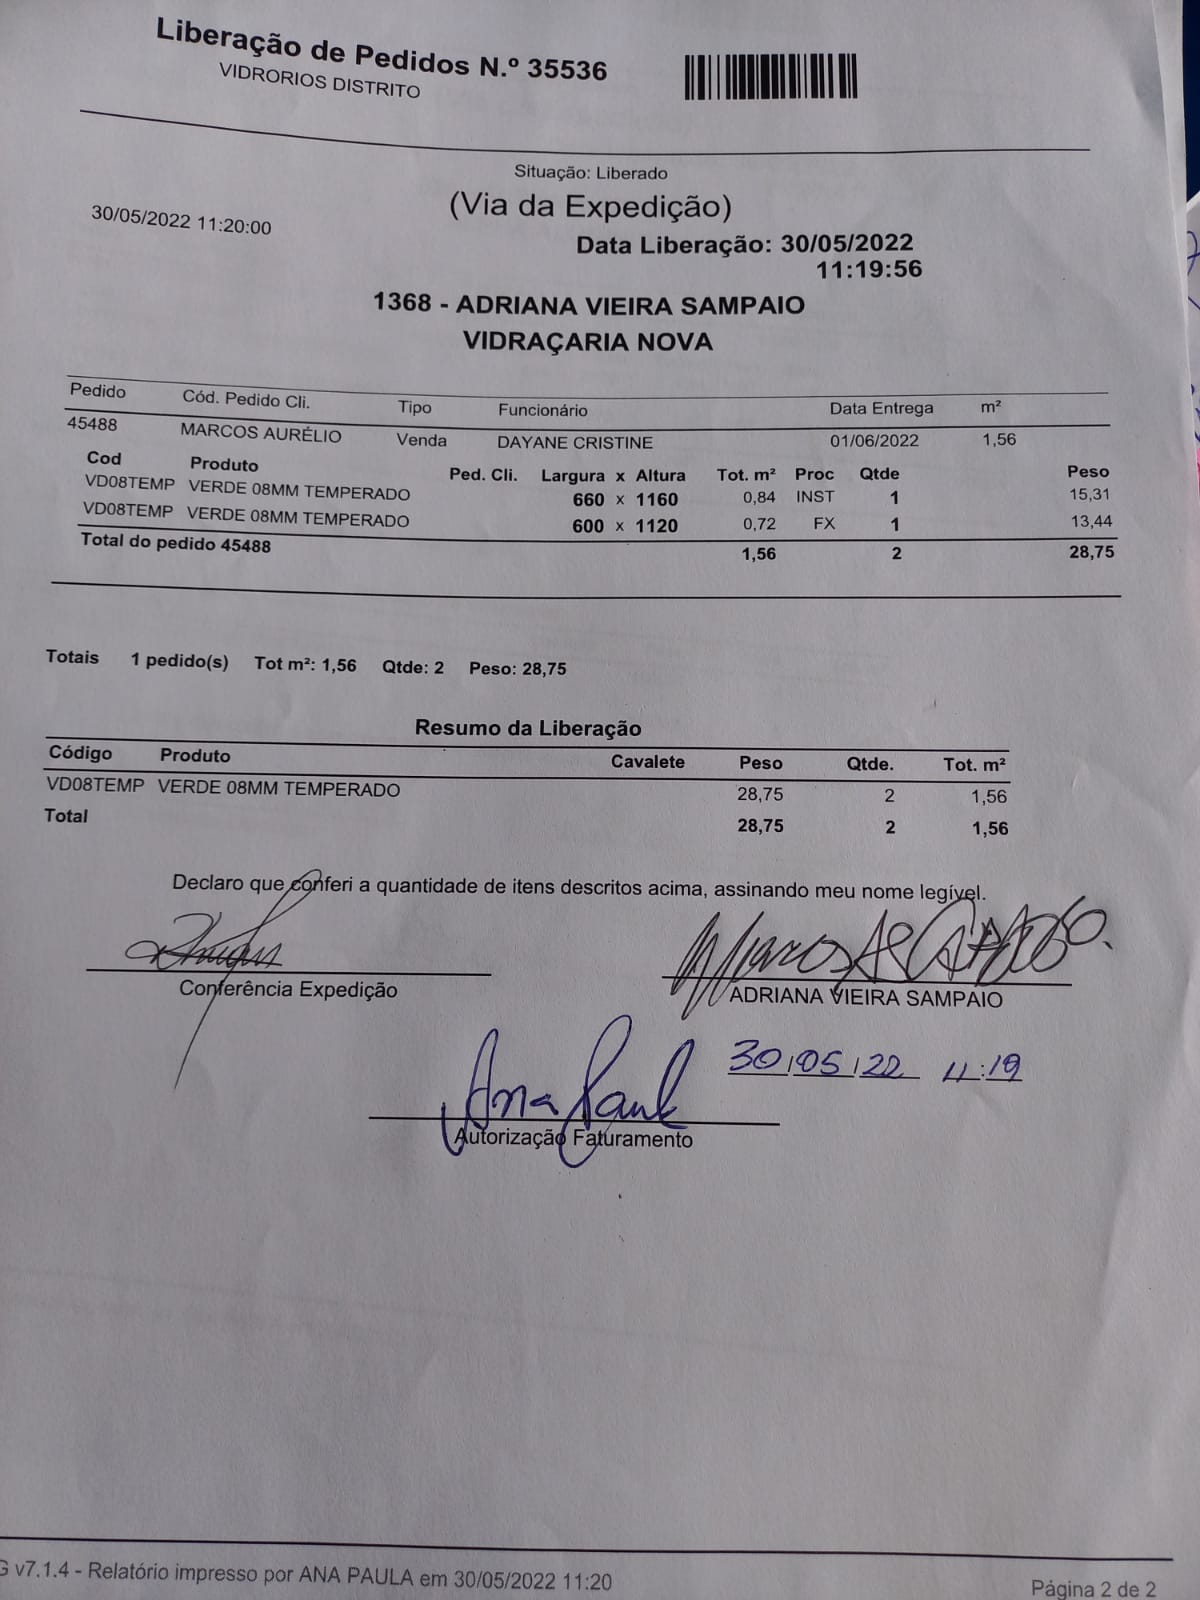 Liberação de Pedidos N.º 35536
VIDRORIOS DISTRITO
Situação: Liberado
(Via da Expedição)
30/05/2022 11:20:00
Data Liberação: 30/05/2022
11:19:56
1368 - ADRIANA VIEIRA SAMPAIO
VIDRAÇARIA NOVA
Pedido Cód. Pedido Cli. Tipo Funcionário Data Entrega m²
45488 MARCOS AURÉLIO Venda DAYANE CRISTINE 01/06/2022 1,56
Cod Produto Ped. Cli. Largura x Altura Tot. m² Proc Qtde Peso
VD08TEMP VERDE 08MM TEMPERADO 660 x 1160 0,84 INST 1 15,31
VD08TEMP VERDE 08MM TEMPERADO 600 x 1120 0,72 FX 1 13,44
Total do pedido 45488 1,56 2 28,75
Totais 1 pedido(s) Tot m²: 1,56 Qtde: 2 Peso: 28,75
Resumo da Liberação
Código Produto Cavalete Peso Qtde. Tot. m²
VD08TEMP VERDE 08MM TEMPERADO 28,75 2 1,56
Total 28,75 2 1,56
Declaro que conferi a quantidade de itens descritos acima, assinando meu nome legível.
Conferência Expedição
ADRIANA VIEIRA SAMPAIO
30/05/22 11:19
Ana Paula
Autorização Faturamento
G v7.1.4 - Relatório impresso por ANA PAULA em 30/05/2022 11:20
Página 2 de 2